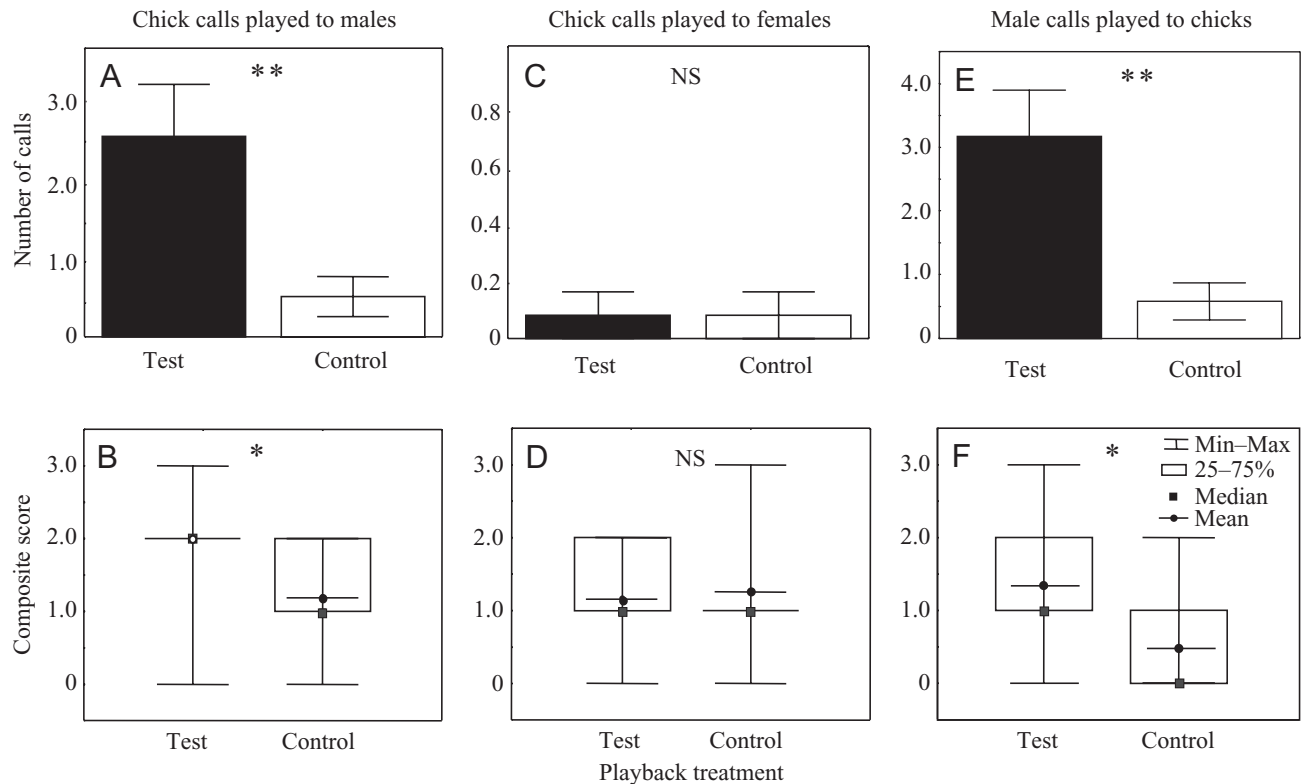 Chick calls played to males
Chick calls played to females
Male calls played to chicks
Number of calls
A
**
3.0
2.0
1.0
0
Test
Control
C
NS
0.8
0.6
0.4
0.2
0
Test
Control
E
**
4.0
3.0
2.0
1.0
0
Test
Control
Composite score
B
*
3.0
2.0
1.0
0
Test
Control
D
NS
3.0
2.0
1.0
0
Test
Control
F
*
Min–Max
25–75%
Median
Mean
3.0
2.0
1.0
0
Test
Control
Playback treatment